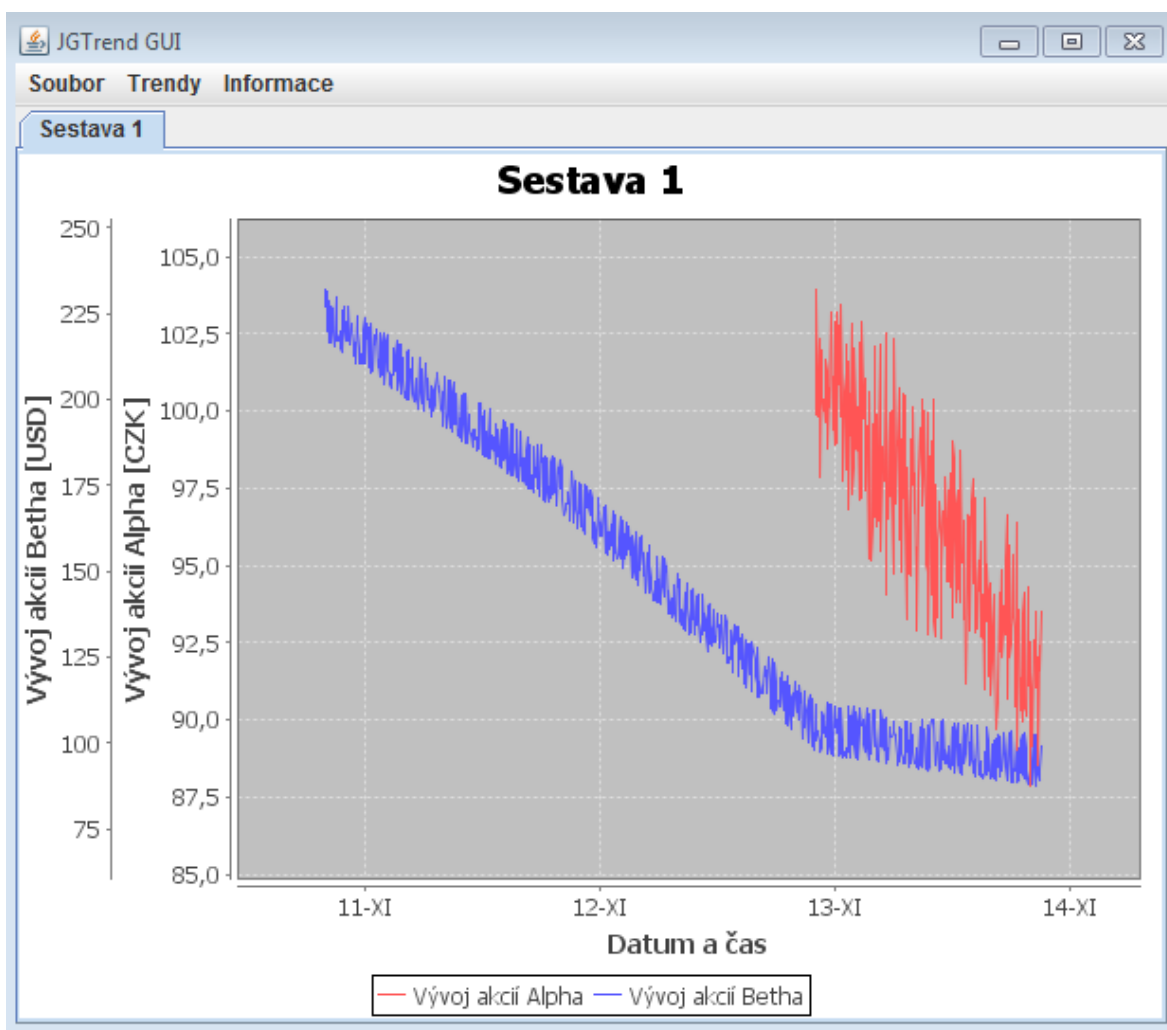 JGTrend GUI
Soubor Trendy Informace
Sestava 1
Sestava 1
Vývoj akcií Betha [USD]
250
225
200
175
150
125
100
75
Vývoj akcií Alpha [CZK]
105,0
102,5
100,0
97,5
95,0
92,5
90,0
87,5
85,0
11-XI 12-XI 13-XI 14-XI
Datum a čas
Vývoj akcií Alpha Vývoj akcií Betha